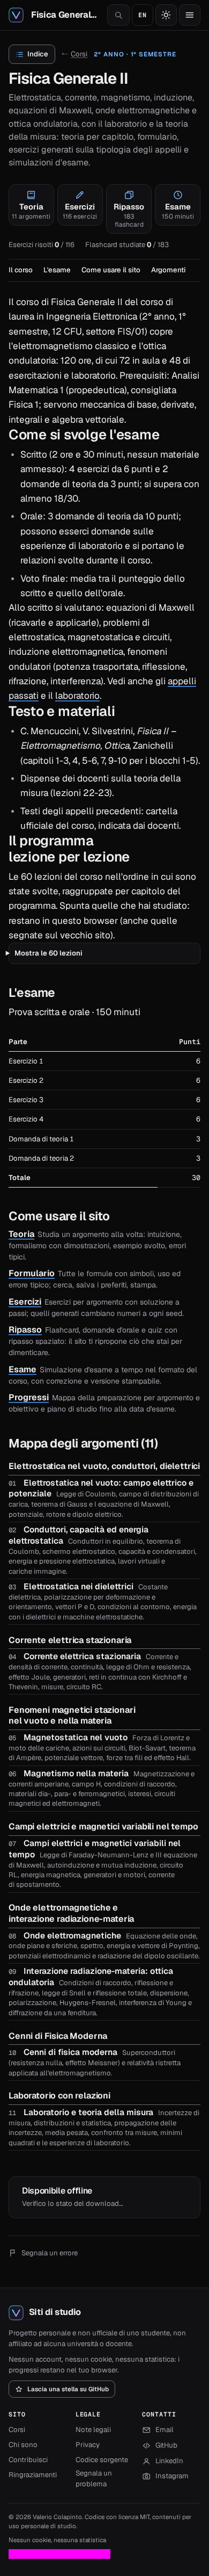 Fisica General...
EN
Indice
← Corsi
2° ANNO · 1° SEMESTRE
Fisica Generale II
Elettrostatica, corrente, magnetismo, induzione,
equazioni di Maxwell, onde elettromagnetiche e
ottica ondulatoria, con il laboratorio e la teoria
della misura: teoria per capitolo, formulario,
esercizi generati sulla tipologia degli appelli e
simulazioni d'esame.
Teoria
11 argomenti
Esercizi
116 esercizi
Ripasso
183
flashcard
Esame
150 minuti
Esercizi risolti 0 / 116
Flashcard studiate 0 / 183
Il corso
L'esame
Come usare il sito
Argomenti
Il corso di Fisica Generale II del corso di
laurea in Ingegneria Elettronica (2° anno, 1°
semestre, 12 CFU, settore FIS/01) copre
l'elettromagnetismo classico e l'ottica
ondulatoria: 120 ore, di cui 72 in aula e 48 di
esercitazioni e laboratorio. Prerequisiti: Analisi
Matematica 1 (propedeutica), consigliata
Fisica 1; servono meccanica di base, derivate,
integrali e algebra vettoriale.
Come si svolge l'esame
• Scritto (2 ore e 30 minuti, nessun materiale
ammesso): 4 esercizi da 6 punti e 2
domande di teoria da 3 punti; si supera
con almeno 18/30.
• Orale: 3 domande di teoria da 10 punti;
possono esserci domande sulle
esperienze di laboratorio e si portano le
relazioni svolte durante il corso.
• Voto finale: media tra il punteggio dello
scritto e quello dell'orale.
Allo scritto si valutano: equazioni di Maxwell
(ricavarle e applicarle), problemi di
elettrostatica, magnetostatica e circuiti,
induzione elettromagnetica, fenomeni
ondulatori (potenza trasportata, riflessione,
rifrazione, interferenza). Vedi anche gli appelli
passati e il laboratorio.
Testo e materiali
• C. Mencuccini, V. Silvestrini, Fisica II –
Elettromagnetismo, Ottica, Zanichelli
(capitoli 1-3, 4, 5-6, 7, 9-10 per i blocchi 1-5).
• Dispense dei docenti sulla teoria della
misura (lezioni 22-23).
• Testi degli appelli precedenti: cartella
ufficiale del corso, indicata dai docenti.
Il programma
lezione per lezione
Le 60 lezioni del corso nell'ordine in cui sono
state svolte, raggruppate per capitolo del
programma. Spunta quelle che hai studiato:
restano in questo browser (anche quelle
segnate sul vecchio sito).
▶ Mostra le 60 lezioni
L'esame
Prova scritta e orale · 150 minuti
Parte Punti
Esercizio 1 6
Esercizio 2 6
Esercizio 3 6
Esercizio 4 6
Domanda di teoria 1 3
Domanda di teoria 2 3
Totale 30
Come usare il sito
Teoria Studia un argomento alla volta: intuizione,
formalismo con dimostrazioni, esempio svolto, errori
tipici.
Formulario Tutte le formule con simboli, uso ed
errore tipico; cerca, salva i preferiti, stampa.
Esercizi Esercizi per argomento con soluzione a
passi; quelli generati cambiano numeri a ogni seed.
Ripasso Flashcard, domande d'orale e quiz con
ripasso spaziato: il sito ti ripropone ciò che stai per
dimenticare.
Esame Simulazione d'esame a tempo nel formato del
corso, con correzione e versione stampabile.
Progressi Mappa della preparazione per argomento e
obiettivo e piano di studio fino alla data d'esame.
Mappa degli argomenti (11)
Elettrostatica nel vuoto, conduttori, dielettrici
01 Elettrostatica nel vuoto: campo elettrico e
potenziale Legge di Coulomb, campo di distribuzioni di
carica, teorema di Gauss e I equazione di Maxwell,
potenziale, rotore e dipolo elettrico.
02 Conduttori, capacità ed energia
elettrostatica Conduttori in equilibrio, teorema di
Coulomb, schermo elettrostatico, capacità e condensatori,
energia e pressione elettrostatica, lavori virtuali e
cariche immagine.
03 Elettrostatica nei dielettrici Costante
dielettrica, polarizzazione per deformazione e
orientamento, vettori P e D, condizioni al contorno, energia
con i dielettrici e macchine elettrostatiche.
Corrente elettrica stazionaria
04 Corrente elettrica stazionaria Corrente e
densità di corrente, continuità, legge di Ohm e resistenza,
effetto Joule, generatori, reti in continua con Kirchhoff e
Thevenin, misure, circuito RC.
Fenomeni magnetici stazionari
nel vuoto e nella materia
05 Magnetostatica nel vuoto Forza di Lorentz e
moto delle cariche, azioni sui circuiti, Biot-Savart, teorema
di Ampère, potenziale vettore, forze tra fili ed effetto Hall.
06 Magnetismo nella materia Magnetizzazione e
correnti amperiane, campo H, condizioni di raccordo,
materiali dia-, para- e ferromagnetici, isteresi, circuiti
magnetici ed elettromagneti.
Campi elettrici e magnetici variabili nel tempo
07 Campi elettrici e magnetici variabili nel
tempo Legge di Faraday-Neumann-Lenz e III equazione
di Maxwell, autoinduzione e mutua induzione, circuito
RL, energia magnetica, generatori e motori, corrente
di spostamento.
Onde elettromagnetiche e
interazione radiazione-materia
08 Onde elettromagnetiche Equazione delle onde,
onde piane e sferiche, spettro, energia e vettore di Poynting,
potenziali elettrodinamici e radiazione del dipolo oscillante.
09 Interazione radiazione-materia: ottica
ondulatoria Condizioni di raccordo, riflessione e
rifrazione, legge di Snell e riflessione totale, dispersione,
polarizzazione, Huygens-Fresnel, interferenza di Young e
diffrazione da una fenditura.
Cenni di Fisica Moderna
10 Cenni di fisica moderna Superconduttori
(resistenza nulla, effetto Meissner) e relatività ristretta
applicata all'elettromagnetismo.
Laboratorio con relazioni
11 Laboratorio e teoria della misura Incertezze di
misura, distribuzioni e statistica, propagazione delle
incertezze, media pesata, confronto tra misure, minimi
quadrati e le esperienze di laboratorio.
Disponibile offline
Verifico lo stato del download...
Segnala un errore
Siti di studio
Progetto personale e non ufficiale di uno studente, non
affiliato ad alcuna università o docente.
Nessun account, nessun cookie, nessuna statistica: i
progressi restano nel tuo browser.
Lascia una stella su GitHub
SITO
Corsi
Chi sono
Contribuisci
Ringraziamenti
LEGALE
Note legali
Privacy
Codice sorgente
Segnala un
problema
CONTATTI
Email
GitHub
LinkedIn
Instagram
© 2026 Valerio Colapinto. Codice con licenza MIT, contenuti per
uso personale di studio.
Nessun cookie, nessuna statistica